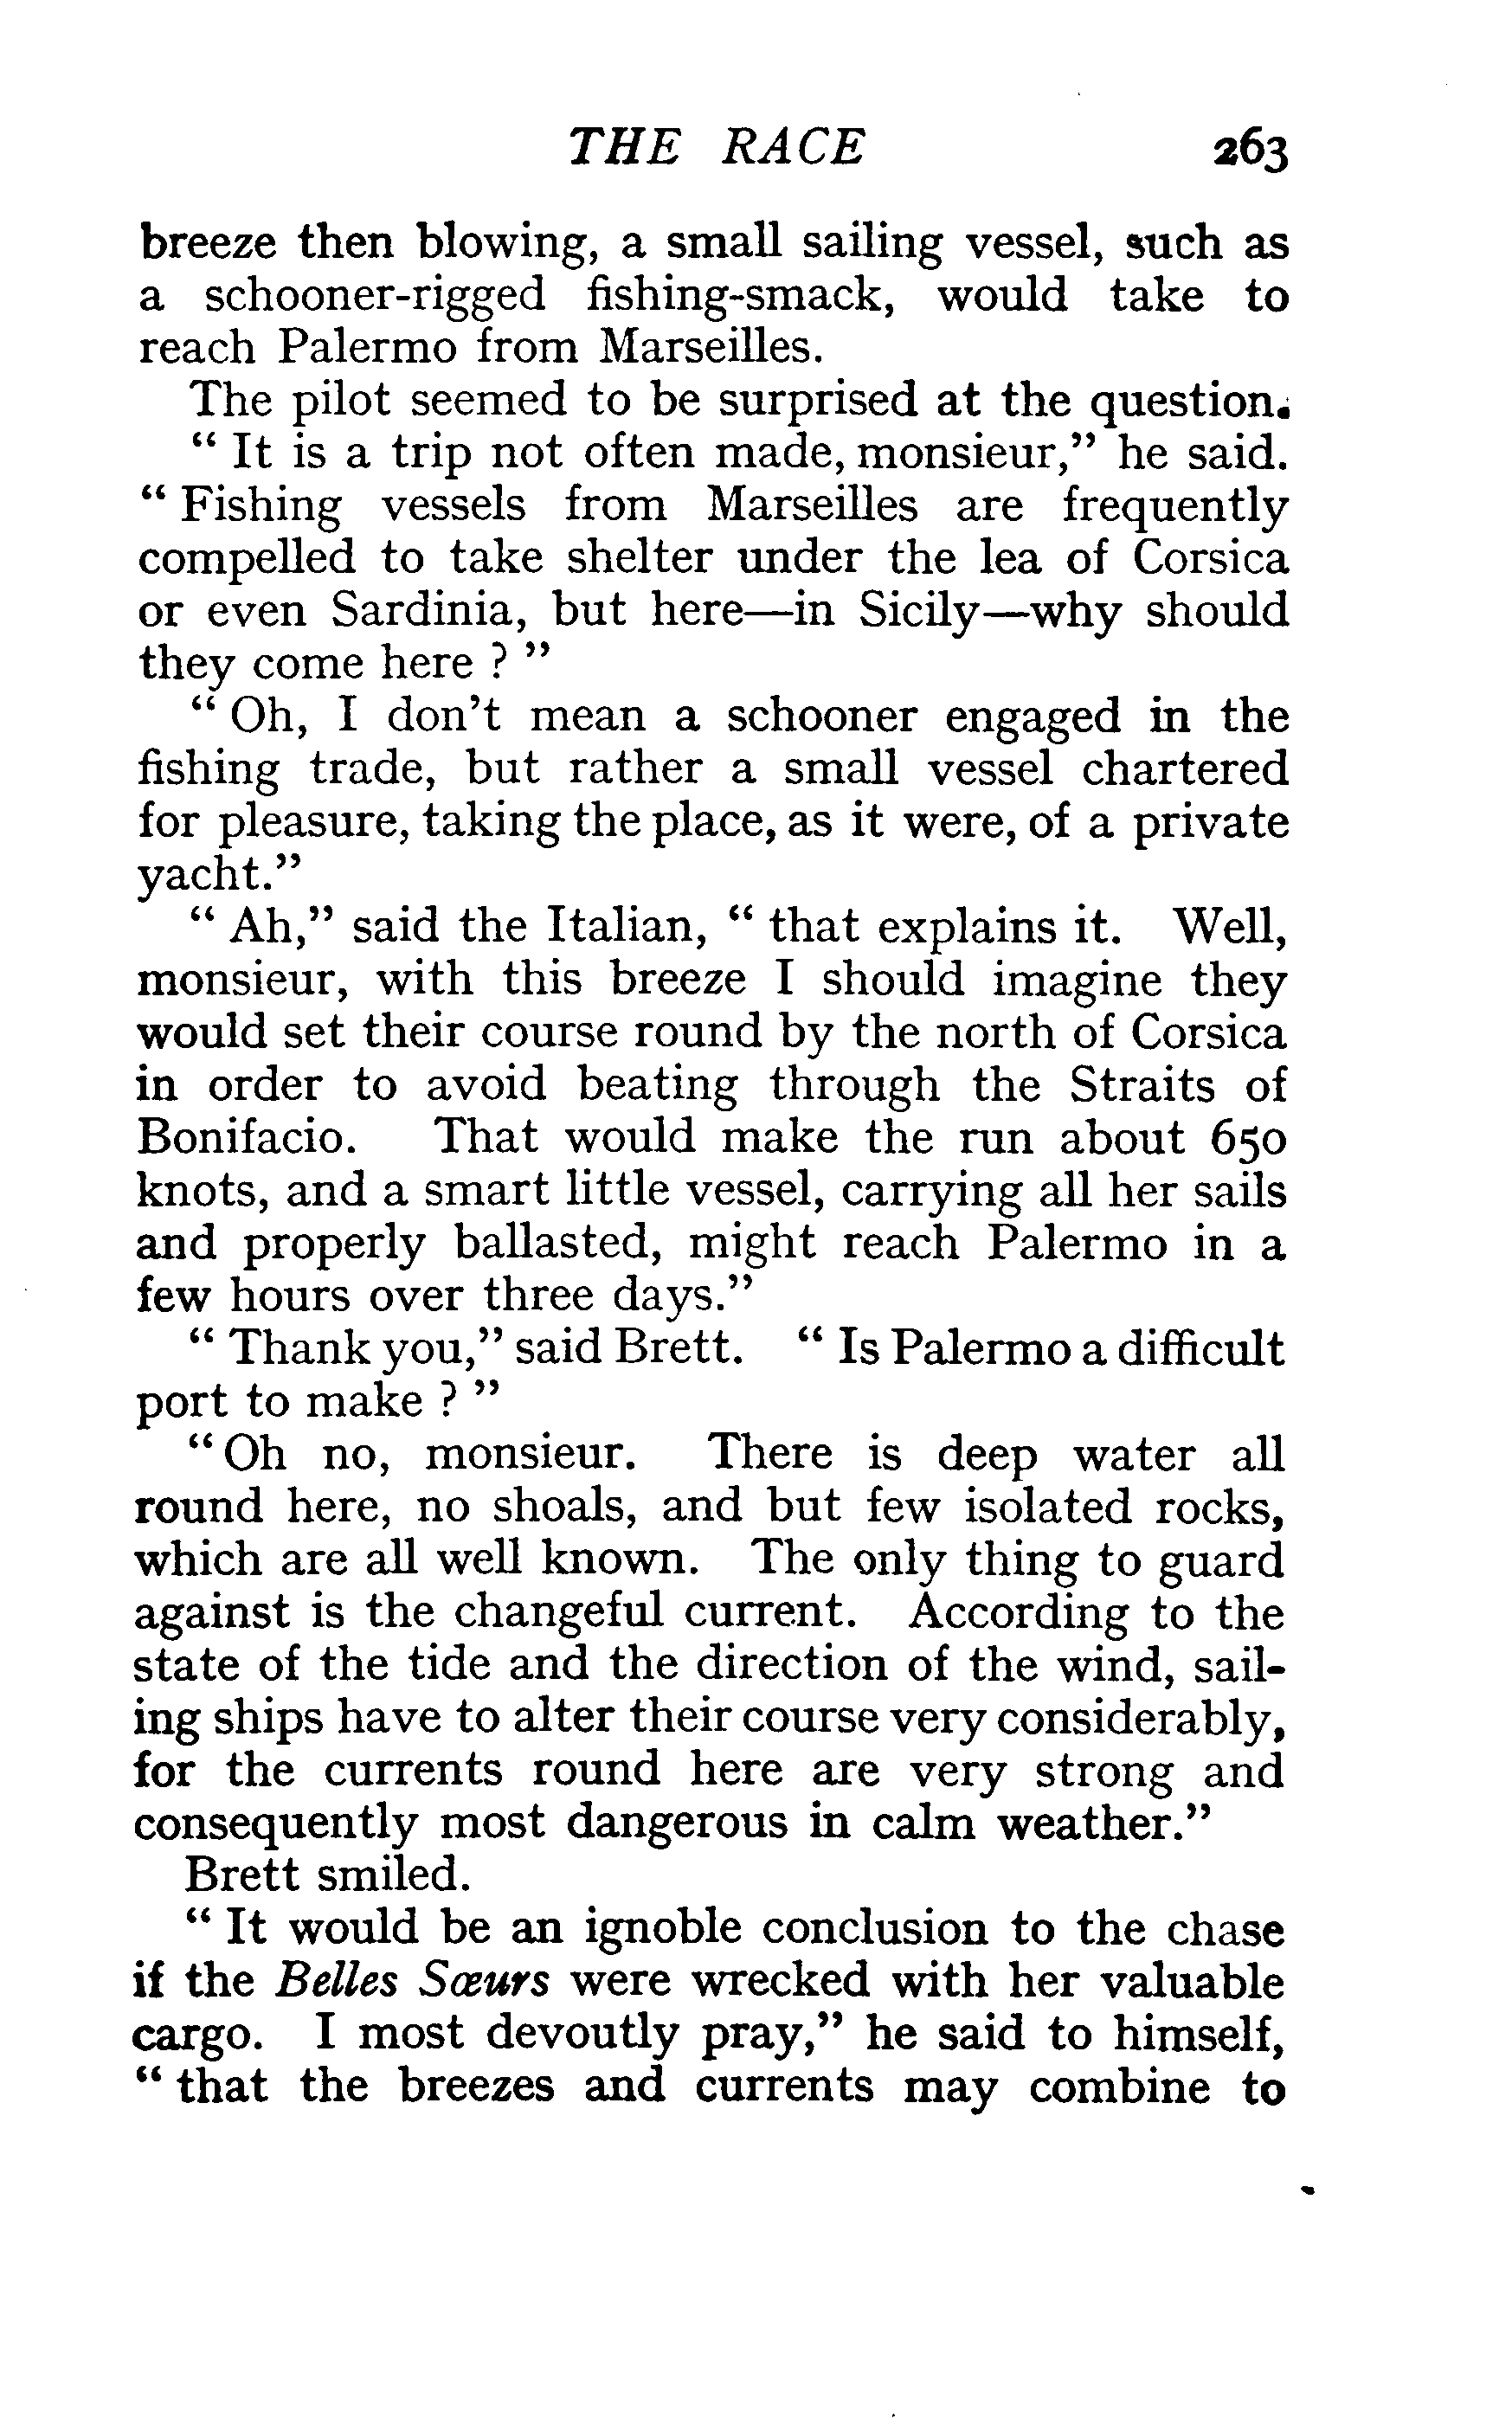 THE RACE 263
breeze then blowing, a small sailing vessel, such as
a schooner-rigged fishing-smack, would take to
reach Palermo from Marseilles.
The pilot seemed to be surprised at the question.
" It is a trip not often made, monsieur," he said.
" Fishing vessels from Marseilles are frequently
compelled to take shelter under the lea of Corsica
or even Sardinia, but here—in Sicily—why should
they come here ? "
" Oh, I don't mean a schooner engaged in the
fishing trade, but rather a small vessel chartered
for pleasure, taking the place, as it were, of a private
yacht."
" Ah," said the Italian, " that explains it. Well,
monsieur, with this breeze I should imagine they
would set their course round by the north of Corsica
in order to avoid beating through the Straits of
Bonifacio. That would make the run about 650
knots, and a smart little vessel, carrying all her sails
and properly ballasted, might reach Palermo in a
few hours over three days."
" Thank you," said Brett. " Is Palermo a difficult
port to make ? "
" Oh no, monsieur. There is deep water all
round here, no shoals, and but few isolated rocks,
which are all well known. The only thing to guard
against is the changeful current. According to the
state of the tide and the direction of the wind, sail-
ing ships have to alter their course very considerably,
for the currents round here are very strong and
consequently most dangerous in calm weather."
Brett smiled.
" It would be an ignoble conclusion to the chase
if the Belles Sœurs were wrecked with her valuable
cargo. I most devoutly pray," he said to himself,
" that the breezes and currents may combine to